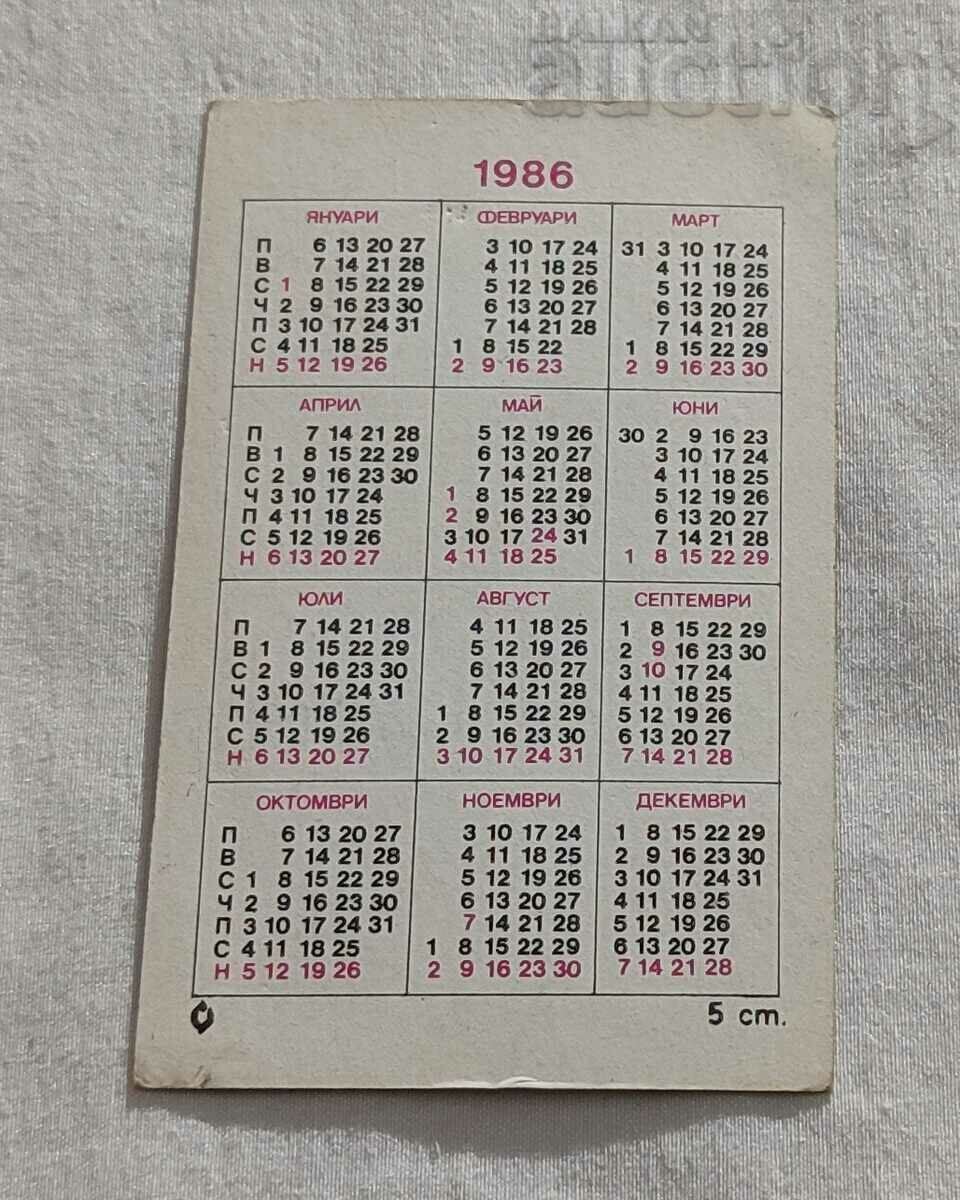 1986
ЯНУАРИ ФЕВРУАРИ МАРТ
П 6 13 20 27 3 10 17 24 31 3 10 17 24
В 7 14 21 28 4 11 18 25 4 11 18 25
С 1 8 15 22 29 5 12 19 26 5 12 19 26
Ч 2 9 16 23 30 6 13 20 27 6 13 20 27
П 3 10 17 24 31 7 14 21 28 7 14 21 28
С 4 11 18 25 1 8 15 22 1 8 15 22 29
Н 5 12 19 26 2 9 16 23 2 9 16 23 30
АПРИЛ МАЙ ЮНИ
П 7 14 21 28 5 12 19 26 30 2 9 16 23
В 1 8 15 22 29 6 13 20 27 3 10 17 24
С 2 9 16 23 30 7 14 21 28 4 11 18 25
Ч 3 10 17 24 1 8 15 22 29 5 12 19 26
П 4 11 18 25 2 9 16 23 30 6 13 20 27
С 5 12 19 26 3 10 17 24 31 7 14 21 28
Н 6 13 20 27 4 11 18 25 1 8 15 22 29
ЮЛИ АВГУСТ СЕПТЕМВРИ
П 7 14 21 28 4 11 18 25 1 8 15 22 29
В 1 8 15 22 29 5 12 19 26 2 9 16 23 30
С 2 9 16 23 30 6 13 20 27 3 10 17 24
Ч 3 10 17 24 31 7 14 21 28 4 11 18 25
П 4 11 18 25 1 8 15 22 29 5 12 19 26
С 5 12 19 26 2 9 16 23 30 6 13 20 27
Н 6 13 20 27 3 10 17 24 31 7 14 21 28
ОКТОМВРИ НОЕМВРИ ДЕКЕМВРИ
П 6 13 20 27 3 10 17 24 1 8 15 22 29
В 7 14 21 28 4 11 18 25 2 9 16 23 30
С 1 8 15 22 29 5 12 19 26 3 10 17 24 31
Ч 2 9 16 23 30 6 13 20 27 4 11 18 25
П 3 10 17 24 31 7 14 21 28 5 12 19 26
С 4 11 18 25 1 8 15 22 29 6 13 20 27
Н 5 12 19 26 2 9 16 23 30 7 14 21 28
5 ст.